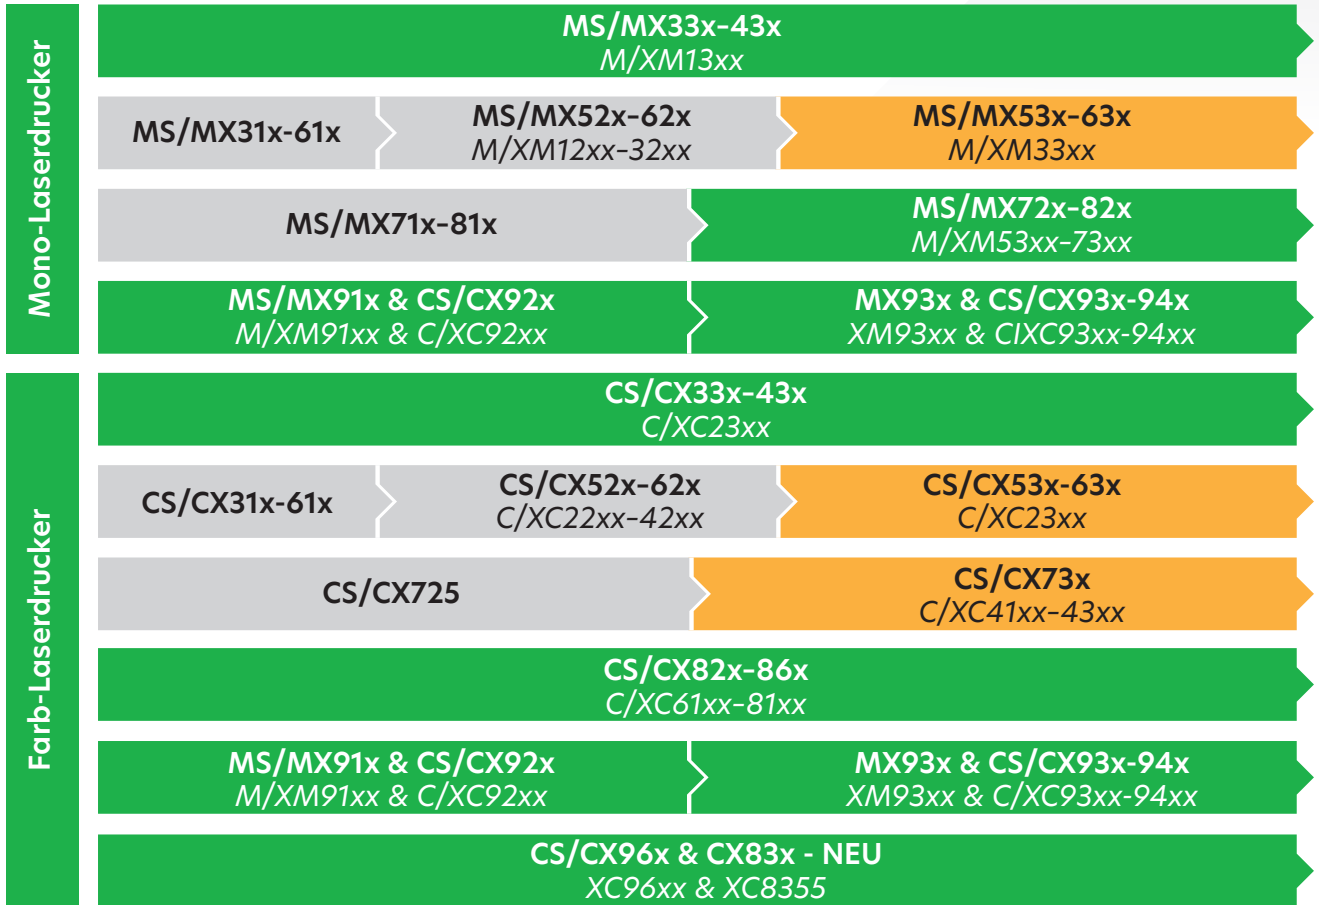 Mono-Laserdrucker
MS/MX33x–43x
M/XM13xx
MS/MX31x-61x
MS/MX52x–62x
M/XM12xx–32xx
MS/MX53x–63x
M/XM33xx
MS/MX71x–81x
MS/MX72x–82x
M/XM53xx–73xx
MS/MX91x & CS/CX92x
M/XM91xx & C/XC92xx
MX93x & CS/CX93x-94x
XM93xx & CIXC93xx-94xx
Farb-Laserdrucker
CS/CX33x–43x
C/XC23xx
CS/CX31x-61x
CS/CX52x–62x
C/XC22xx–42xx
CS/CX53x–63x
C/XC23xx
CS/CX725
CS/CX73x
C/XC41xx–43xx
CS/CX82x–86x
C/XC61xx–81xx
MS/MX91x & CS/CX92x
M/XM91xx & C/XC92xx
MX93x & CS/CX93x-94x
XM93xx & C/XC93xx-94xx
CS/CX96x & CX83x - NEU
XC96xx & XC8355